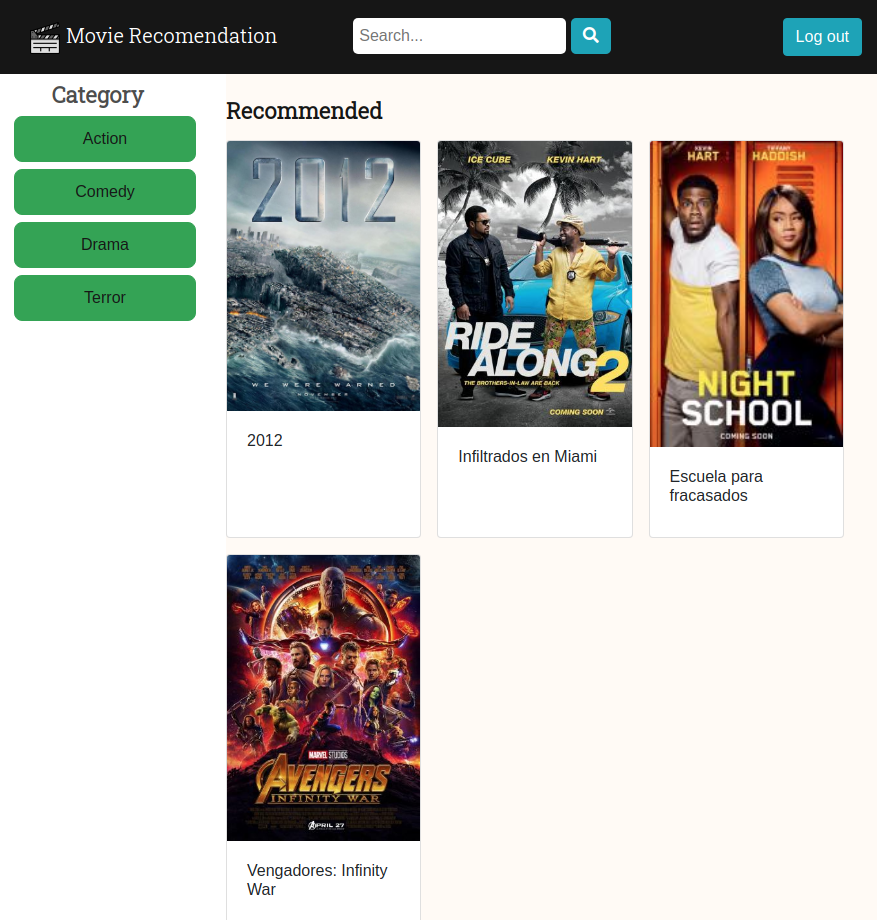 Movie Recomendation
Search...
Log out
Category
Action
Comedy
Drama
Terror
Recommended
2012
WE WERE WARNED
NOVEMBER
2012
ICE CUBE KEVIN HART
RIDE
ALONG 2
THE BROTHERS-IN-LAW ARE BACK
COMING SOON
Infiltrados en Miami
KEVIN TIFFANY
HART HADDISH
NIGHT
SCHOOL
COMING SOON
Escuela para
fracasados
MARVEL STUDIOS
AVENGERS
INFINITY WAR
APRIL 27
Vengadores: Infinity
War